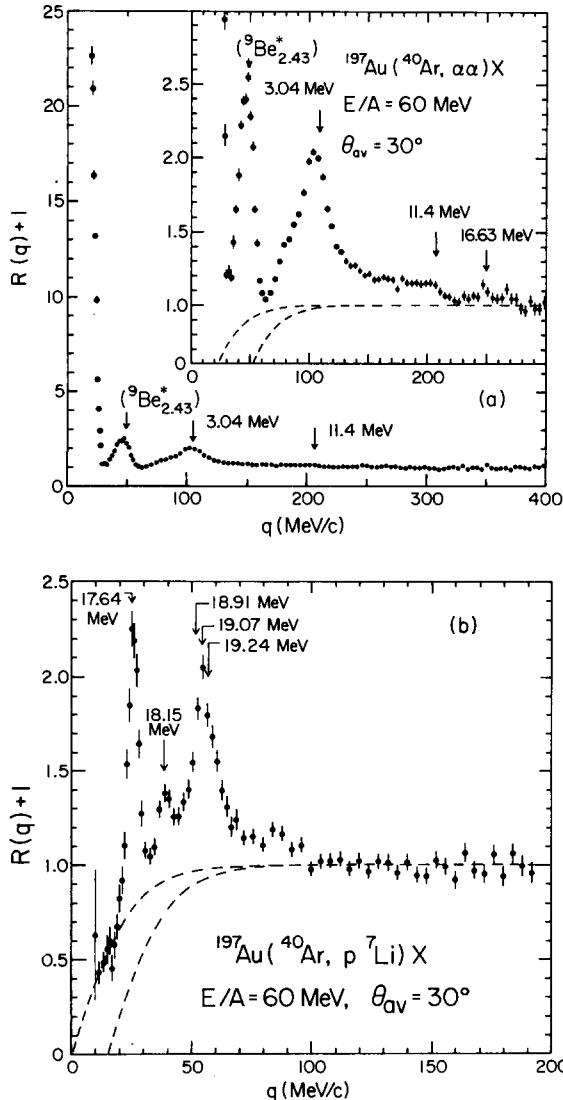 25
20
15
10
5
0
R(q)+1
2.5
2.0
1.5
1.0
0
(⁹Be*₂.₄₃)
3.04 MeV
¹⁹⁷Au(⁴⁰Ar, αα)X
E/A = 60 MeV
θav = 30°
11.4 MeV
16.63 MeV
0 100 200 300 400
(a)
(⁹Be*₂.₄₃)
3.04 MeV
11.4 MeV
0 100 200 300 400
q (MeV/c)
2.5
2.0
1.5
1.0
0.5
0
R(q)+1
17.64
MeV
18.15
MeV
18.91 MeV
19.07 MeV
19.24 MeV
(b)
¹⁹⁷Au(⁴⁰Ar, p ⁷Li)X
E/A = 60 MeV, θav = 30°
0 50 100 150 200
q (MeV/c)